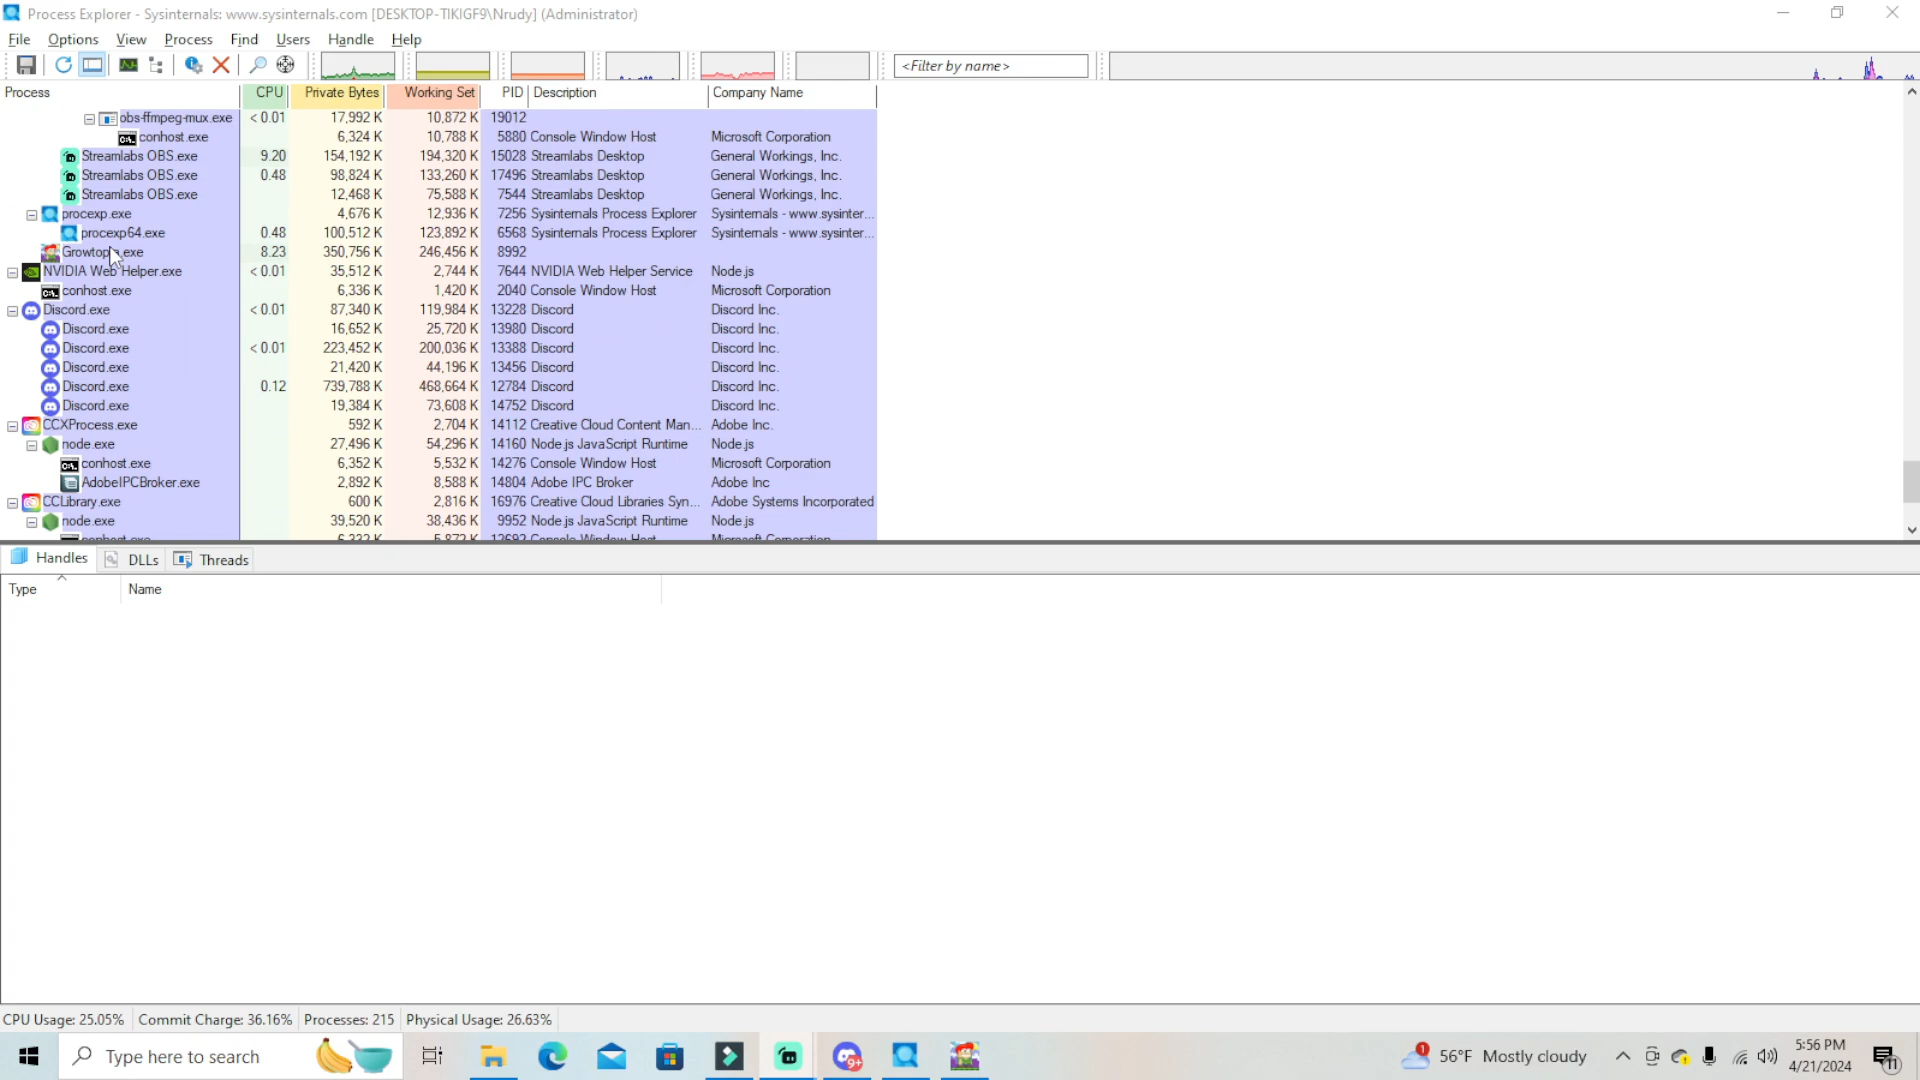 Process Explorer - Sysinternals: www.sysinternals.com [DESKTOP-TIKIGF9\Nrudy] (Administrator)
File Options View Process Find Users Handle Help
<Filter by name>
Process CPU Private Bytes Working Set PID Description Company Name
obs-ffmpeg-mux.exe < 0.01 17,992 K 10,872 K 19012
conhost.exe 6,324 K 10,788 K 5880 Console Window Host Microsoft Corporation
Streamlabs OBS.exe 9.20 154,192 K 194,320 K 15028 Streamlabs Desktop General Workings, Inc.
Streamlabs OBS.exe 0.48 98,824 K 133,260 K 17496 Streamlabs Desktop General Workings, Inc.
Streamlabs OBS.exe 12,468 K 75,588 K 7544 Streamlabs Desktop General Workings, Inc.
procexp.exe 4,676 K 12,936 K 7256 Sysinternals Process Explorer Sysinternals - www.sysinter...
procexp64.exe 0.48 100,512 K 123,892 K 6568 Sysinternals Process Explorer Sysinternals - www.sysinter...
Growtopia.exe 8.23 350,756 K 246,456 K 8992
NVIDIA Web Helper.exe < 0.01 35,512 K 2,744 K 7644 NVIDIA Web Helper Service Node.js
conhost.exe 6,336 K 1,420 K 2040 Console Window Host Microsoft Corporation
Discord.exe < 0.01 87,340 K 119,984 K 13228 Discord Discord Inc.
Discord.exe 16,652 K 25,720 K 13980 Discord Discord Inc.
Discord.exe < 0.01 223,452 K 200,036 K 13388 Discord Discord Inc.
Discord.exe 21,420 K 44,196 K 13456 Discord Discord Inc.
Discord.exe 0.12 739,788 K 468,664 K 12784 Discord Discord Inc.
Discord.exe 19,384 K 73,608 K 14752 Discord Discord Inc.
CCXProcess.exe 592 K 2,704 K 14112 Creative Cloud Content Man... Adobe Inc.
node.exe 27,496 K 54,296 K 14160 Node.js JavaScript Runtime Node.js
conhost.exe 6,352 K 5,532 K 14276 Console Window Host Microsoft Corporation
AdobeIPCBroker.exe 2,892 K 8,588 K 14804 Adobe IPC Broker Adobe Inc
CCLibrary.exe 600 K 2,816 K 16976 Creative Cloud Libraries Syn... Adobe Systems Incorporated
node.exe 39,520 K 38,436 K 9952 Node.js JavaScript Runtime Node.js
conhost.exe 6,332 K 5,872 K 12692 Console Window Host Microsoft Corporation
Handles DLLs Threads
Type Name
CPU Usage: 25.05% Commit Charge: 36.16% Processes: 215 Physical Usage: 26.63%
Type here to search 9+ 1 56°F Mostly cloudy 5:56 PM 11
4/21/2024